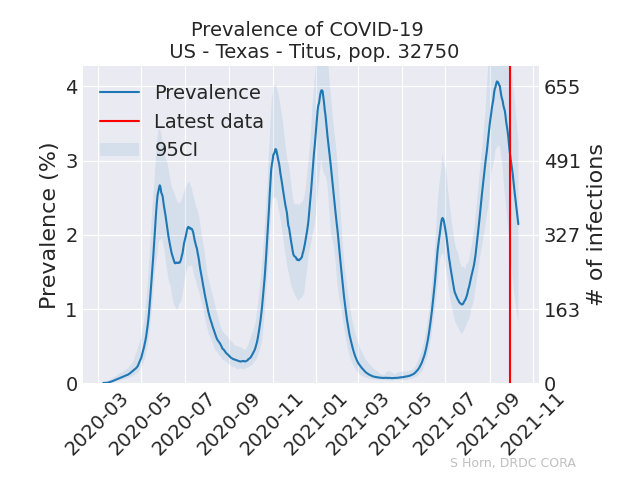 Prevalence of COVID-19
US - Texas - Titus, pop. 32750
Prevalence
Latest data
95CI
Prevalence (%)
4
3
2
1
0
# of infections
655
491
327
163
0
2020-03
2020-05
2020-07
2020-09
2020-11
2021-01
2021-03
2021-05
2021-07
2021-09
2021-11
S Horn, DRDC CORA